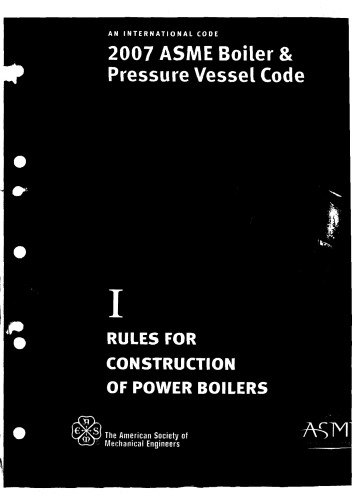 AN INTERNATIONAL CODE
2007 ASME Boiler &
Pressure Vessel Code
I
RULES FOR
CONSTRUCTION
OF POWER BOILERS
The American Society of
Mechanical Engineers
ASM